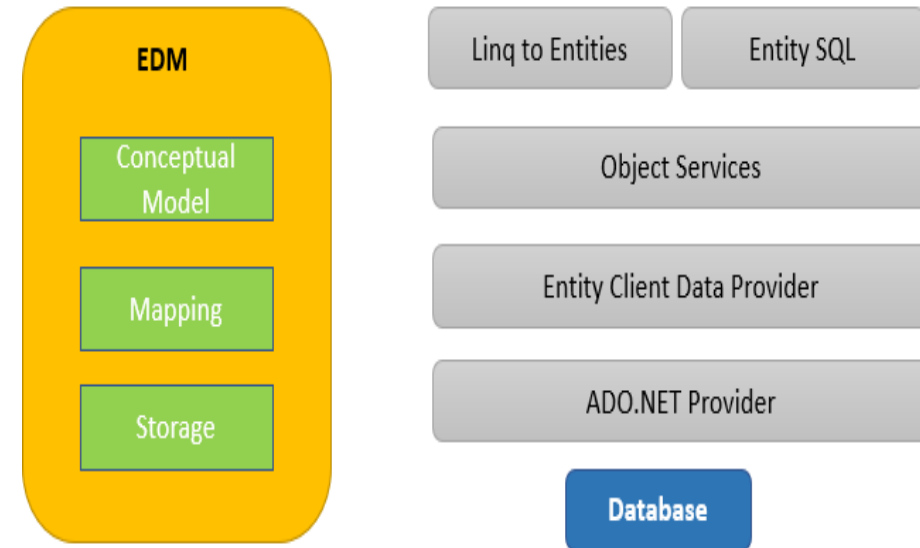 EDM
Conceptual
Model
Mapping
Storage
Linq to Entities
Entity SQL
Object Services
Entity Client Data Provider
ADO.NET Provider
Database